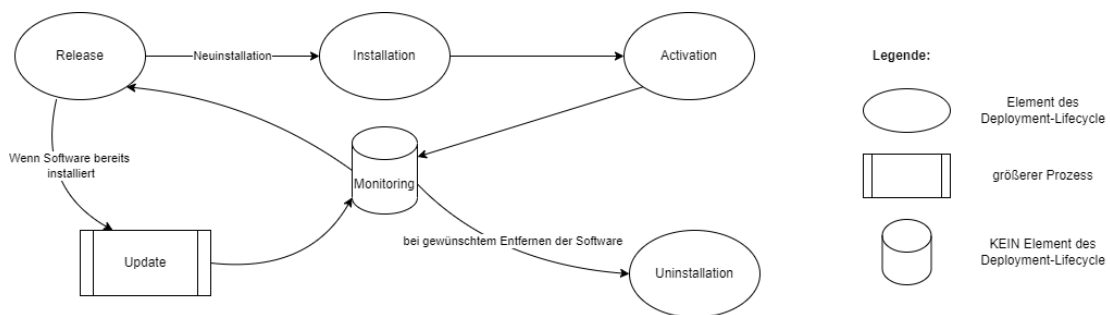 Release
Neuinstallation
Installation
Activation
Wenn Software bereits
installiert
Monitoring
Update
bei gewünschtem Entfernen der Software
Uninstallation
Legende:
Element des
Deployment-Lifecycle
größerer Prozess
KEIN Element des
Deployment-Lifecycle